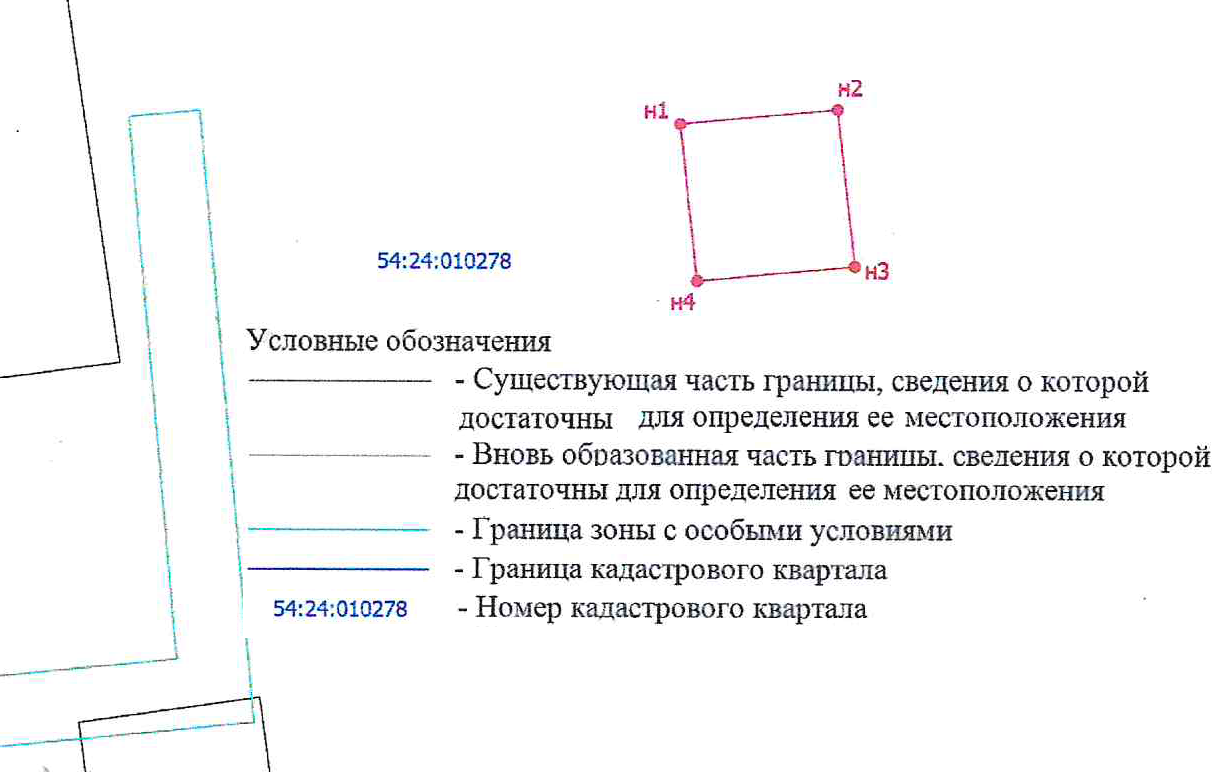 н2
н1
54:24:010278
н3
н4
Условные обозначения
- Существующая часть границы, сведения о которой
достаточны для определения ее местоположения
- Вновь образованная часть границы, сведения о которой
достаточны для определения ее местоположения
- Граница зоны с особыми условиями
- Граница кадастрового квартала
54:24:010278 - Номер кадастрового квартала